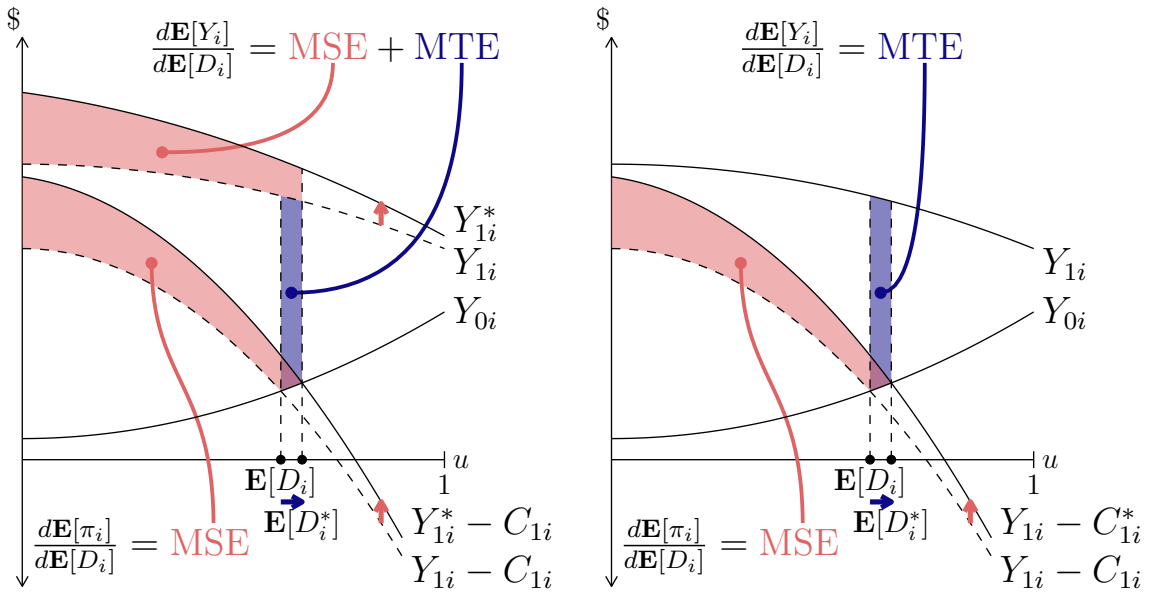 $
dE[Y_i]/dE[D_i] = MSE + MTE
Y*_{1i}
Y_{1i}
Y_{0i}
u
1
E[D_i]
E[D*_i]
Y*_{1i} − C_{1i}
Y_{1i} − C_{1i}
dE[π_i]/dE[D_i] = MSE
$
dE[Y_i]/dE[D_i] = MTE
Y_{1i}
Y_{0i}
u
1
E[D_i]
E[D*_i]
Y_{1i} − C*_{1i}
Y_{1i} − C_{1i}
dE[π_i]/dE[D_i] = MSE